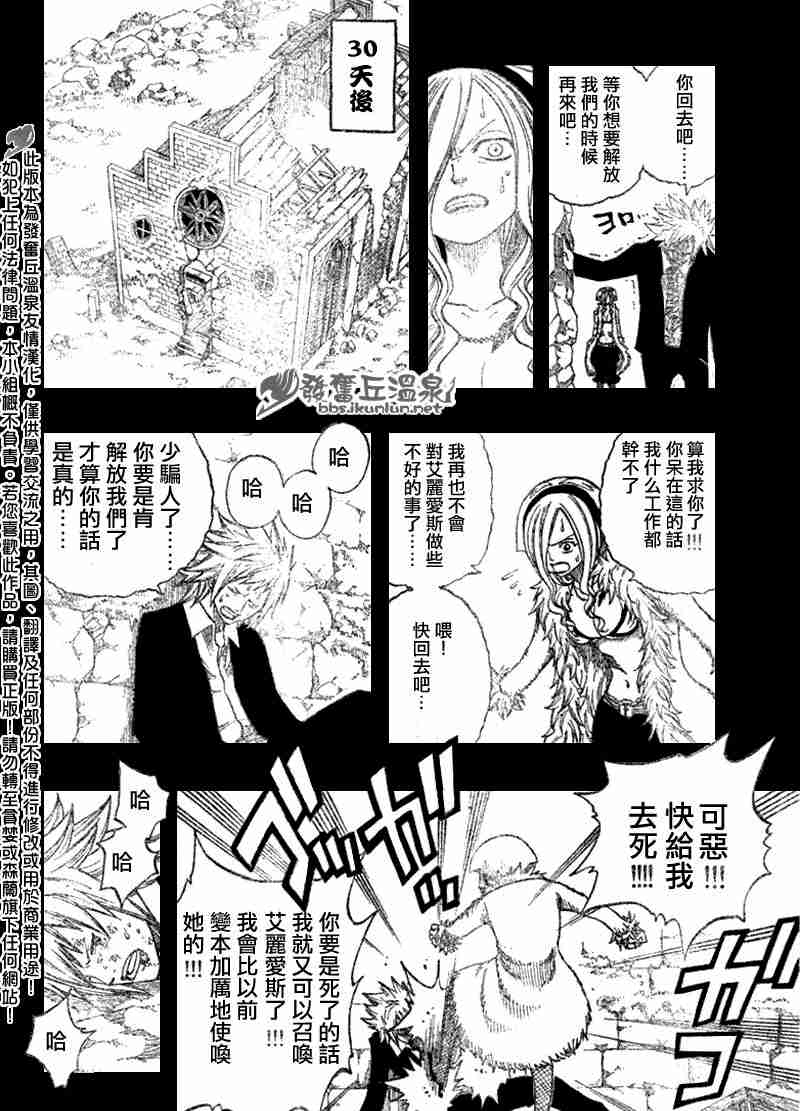 你回去吧……
等你想要解放
我們的時候
再來吧…
ヨロ
30
天後
算我求你了!!!
你呆在這的話
我什么工作都
幹不了
我再也不會
對艾麗愛斯做些
不好的事了……
喂！
快回去吧…
哈
哈
哈
少騙人了……
你要是肯
解放我們了
才算你的話
是真的……
可惡!!!
快給我
去死!!!!
ガッ
ガッ
你要是死了的話
我就又可以召喚
艾麗愛斯了!!!
我會比以前
變本加厲地使喚
她的!!!
哈
哈
哈
發奮丘溫泉
bbs.ikunlun.net
此版本為發奮丘溫泉友情漢化，僅供學習交流之用，其圖、翻譯及任何部份不得進行修改或用於商業用途！
如犯上任何法律問題，本小組概不負責。若您喜歡此作品，請購買正版！請勿轉至貪婪或森蘭旗下任何網站！